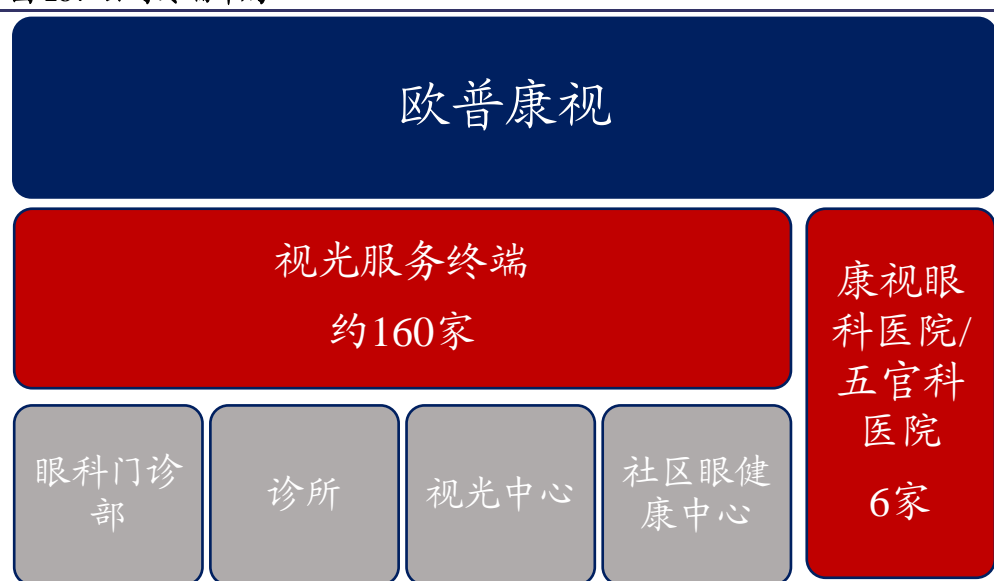 欧普康视
视光服务终端
约160家
康视眼
科医院/
五官科
医院
6家
眼科门诊
部
诊所
视光中心
社区眼健
康中心